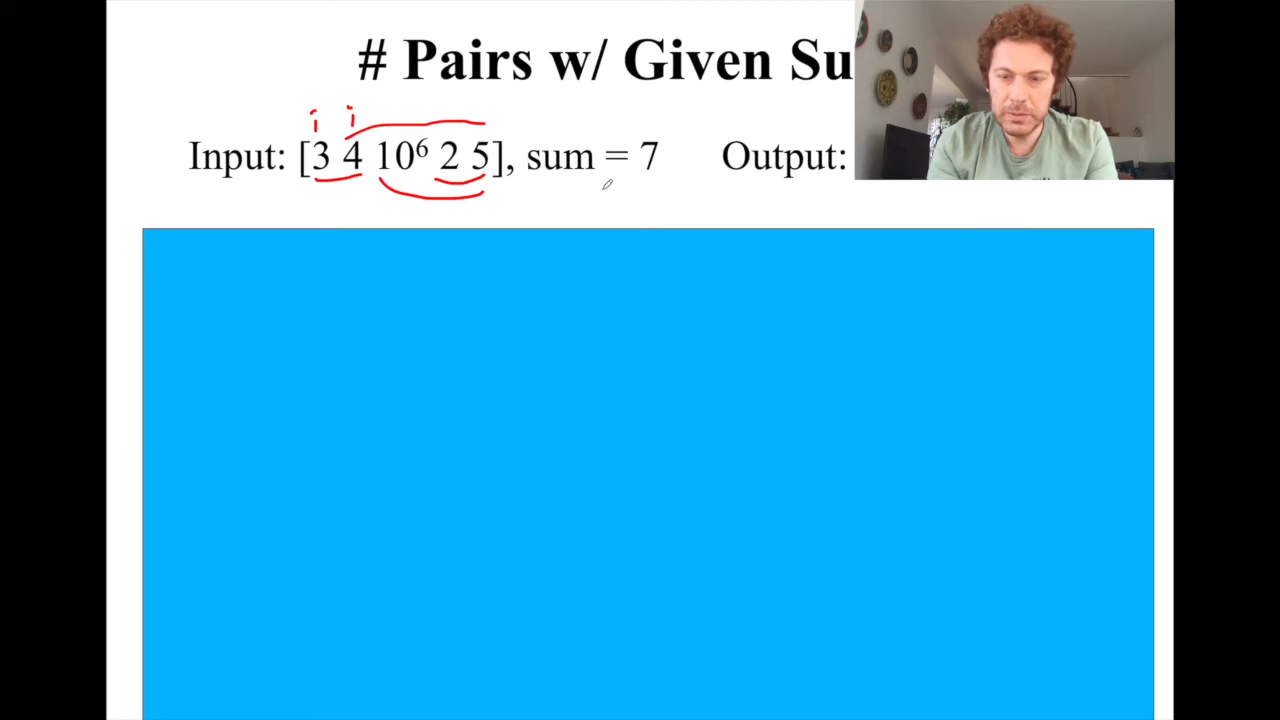 # Pairs w/ Given Su
i i
Input: [3 4 10⁶ 2 5], sum = 7 Output: